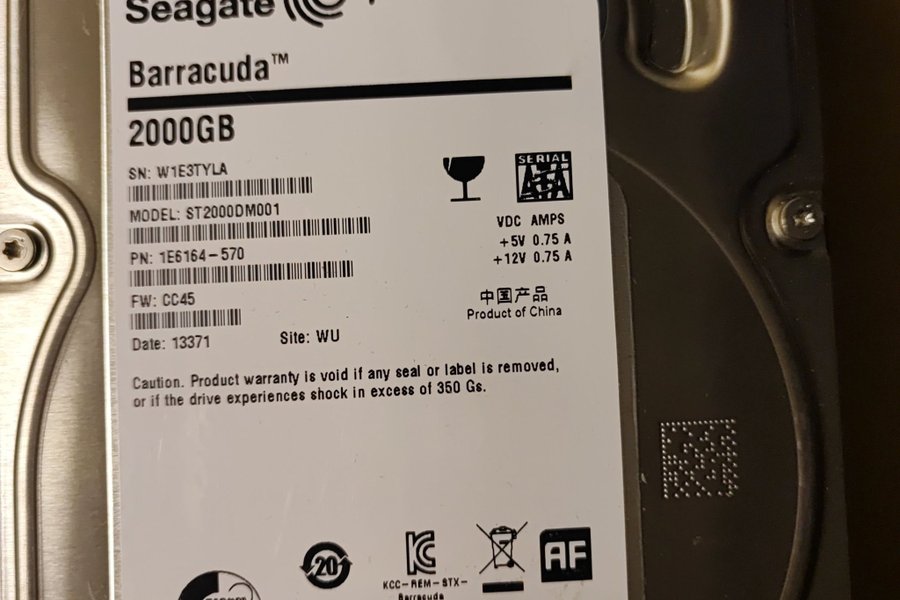 Seagate
Barracuda™
2000GB
SN: W1E3TYLA
SERIAL
ATA
MODEL: ST2000DM001
VDC AMPS
+5V 0.75 A
PN: 1E6164-570
+12V 0.75 A
FW: CC45
中国产品
Product of China
Date: 13371
Site: WU
Caution. Product warranty is void if any seal or label is removed,
or if the drive experiences shock in excess of 350 Gs.
20
KC
AF
KCC-REM-STX-
Barracuda